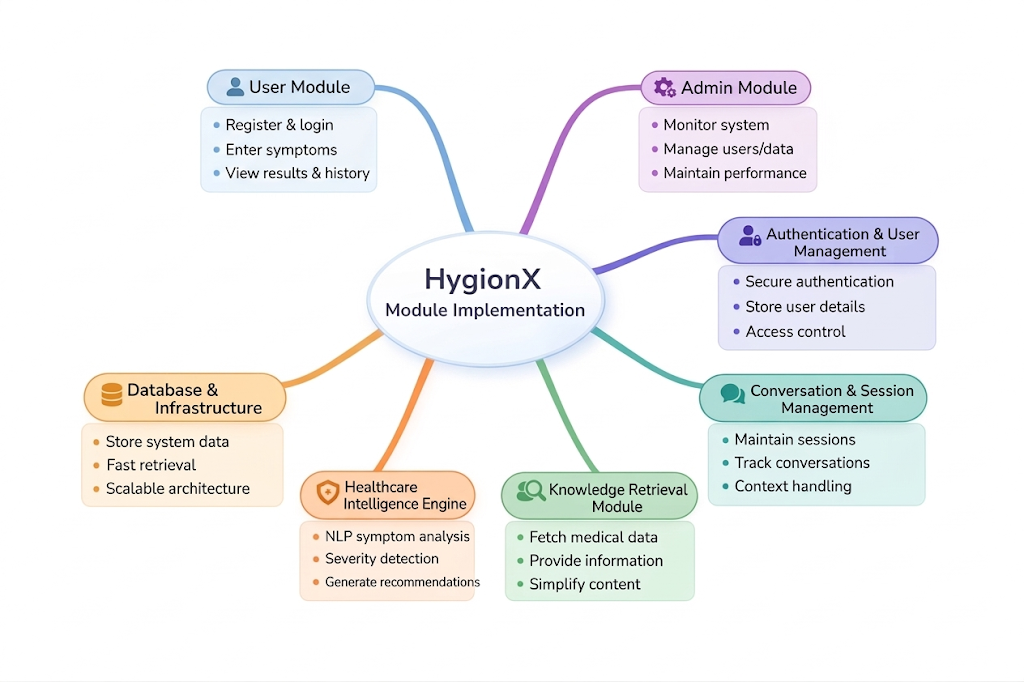 User Module
• Register & login
• Enter symptoms
• View results & history
Admin Module
• Monitor system
• Manage users/data
• Maintain performance
HygionX
Module Implementation
Authentication & User
Management
• Secure authentication
• Store user details
• Access control
Database &
Infrastructure
• Store system data
• Fast retrieval
• Scalable architecture
Healthcare
Intelligence Engine
• NLP symptom analysis
• Severity detection
• Generate recommendations
Knowledge Retrieval
Module
• Fetch medical data
• Provide information
• Simplify content
Conversation & Session
Management
• Maintain sessions
• Track conversations
• Context handling